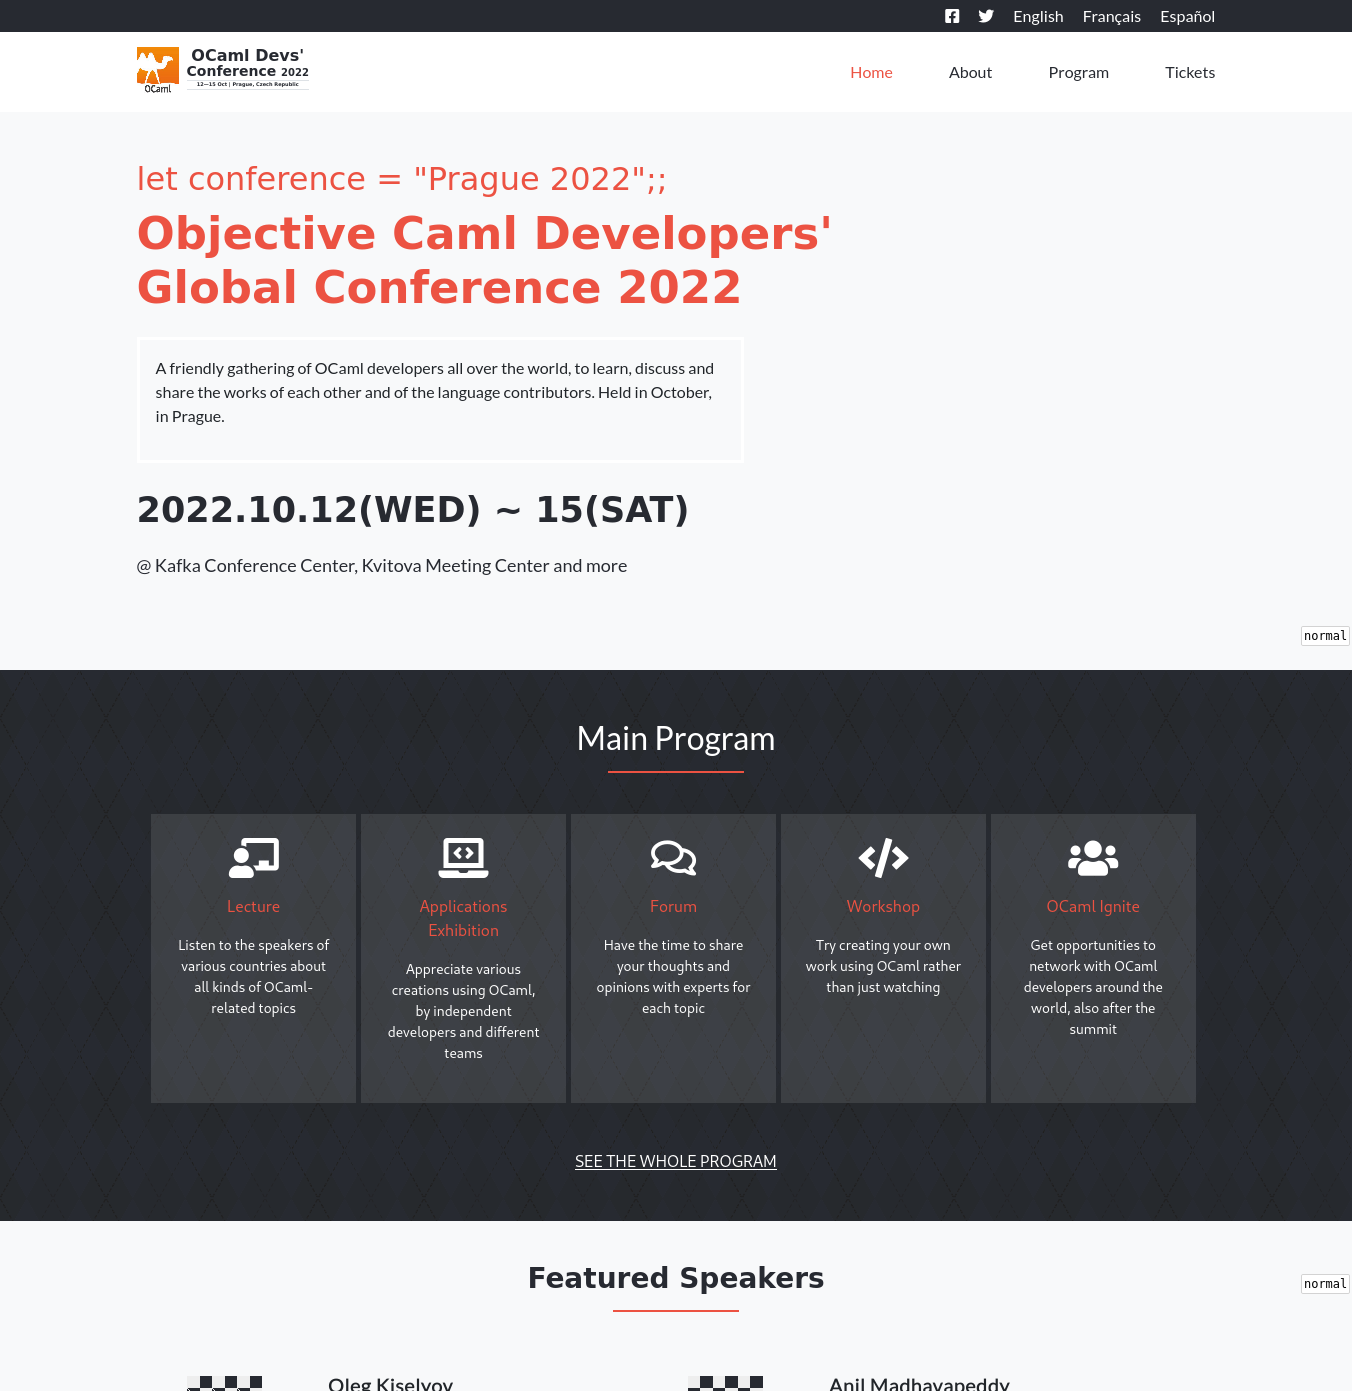 English Français Español
OCaml
OCaml Devs'
Conference 2022
12—15 Oct | Prague, Czech Republic
Home About Program Tickets
let conference = "Prague 2022";;
Objective Caml Developers'
Global Conference 2022
A friendly gathering of OCaml developers all over the world, to learn, discuss and
share the works of each other and of the language contributors. Held in October,
in Prague.
2022.10.12(WED) ~ 15(SAT)
@ Kafka Conference Center, Kvitova Meeting Center and more
normal
Main Program
Lecture
Listen to the speakers of
various countries about
all kinds of OCaml-
related topics
Applications
Exhibition
Appreciate various
creations using OCaml,
by independent
developers and different
teams
Forum
Have the time to share
your thoughts and
opinions with experts for
each topic
Workshop
Try creating your own
work using OCaml rather
than just watching
OCaml Ignite
Get opportunities to
network with OCaml
developers around the
world, also after the
summit
SEE THE WHOLE PROGRAM
Featured Speakers
normal
Oleg Kiselyov
Anil Madhavapeddy